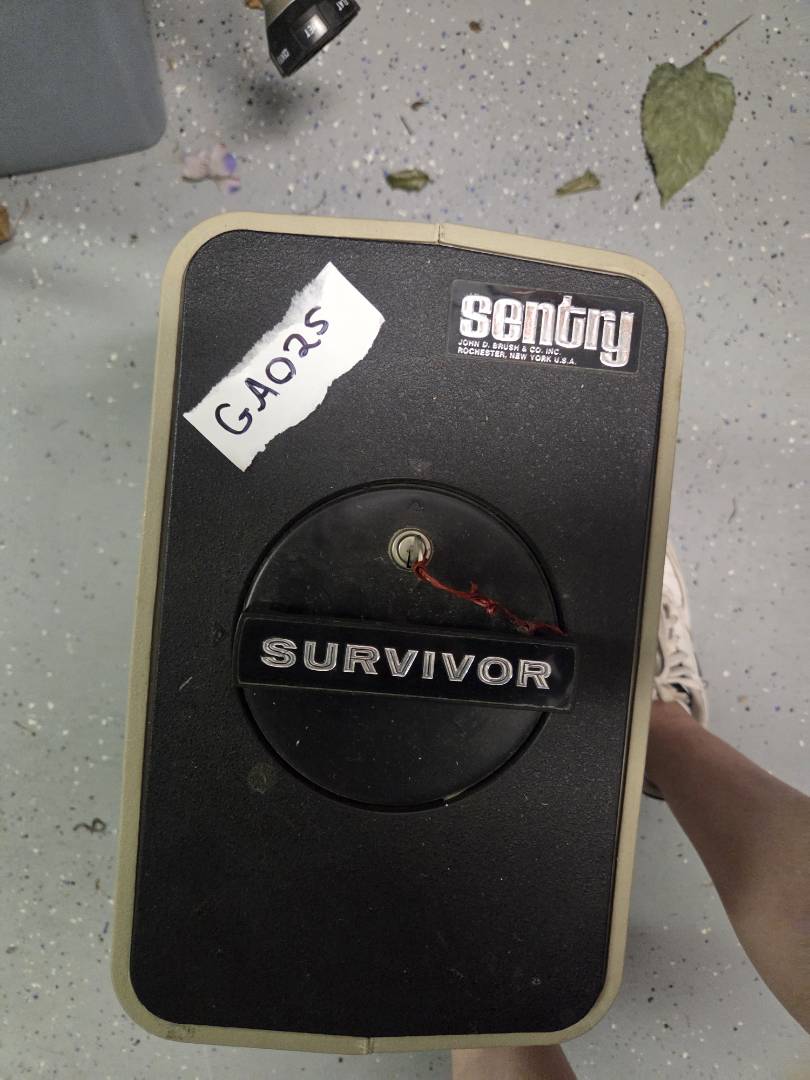 GA025
sentry
JOHN D. BRUSH & CO. INC.
ROCHESTER, NEW YORK U.S.A.
SURVIVOR